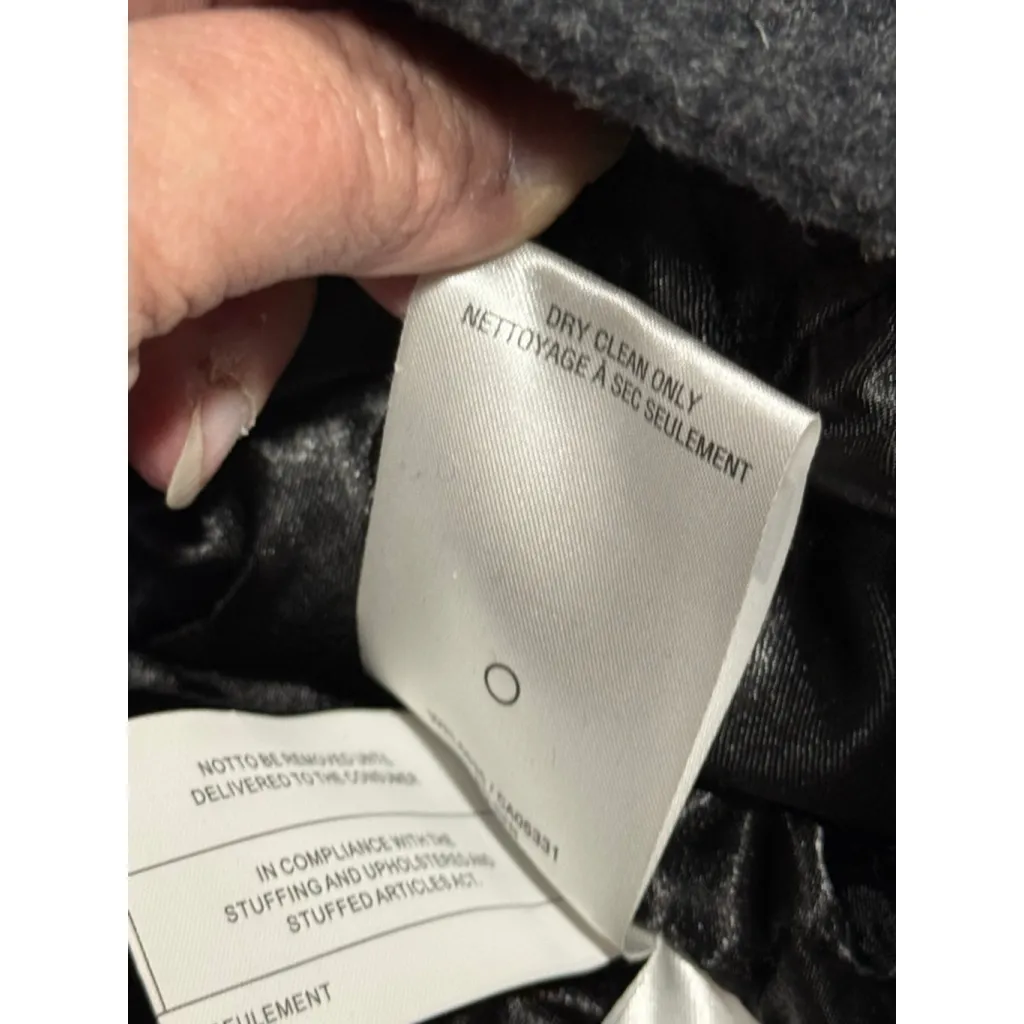 DRY CLEAN ONLY
NETTOYAGE À SEC SEULEMENT
/ CA06331
NOT TO BE REMOVED UNTIL
DELIVERED TO THE CONSUMER
IN COMPLIANCE WITH THE
STUFFING AND UPHOLSTERED AND
STUFFED ARTICLES ACT.
SEULEMENT